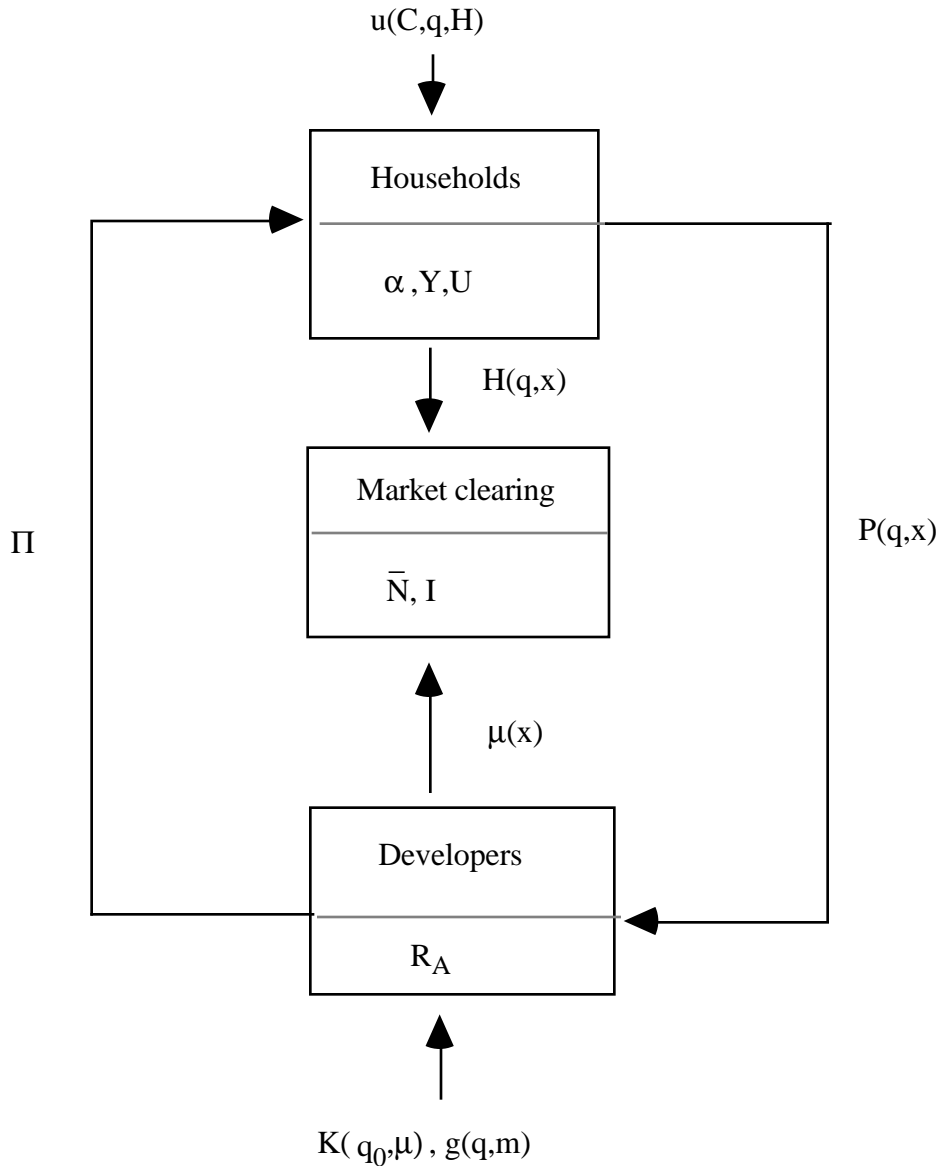 u(C,q,H)
Households
α ,Y,U
H(q,x)
Market clearing
Π
P(q,x)
N̄, I
μ(x)
Developers
R_A
K( q_0,μ) , g(q,m)